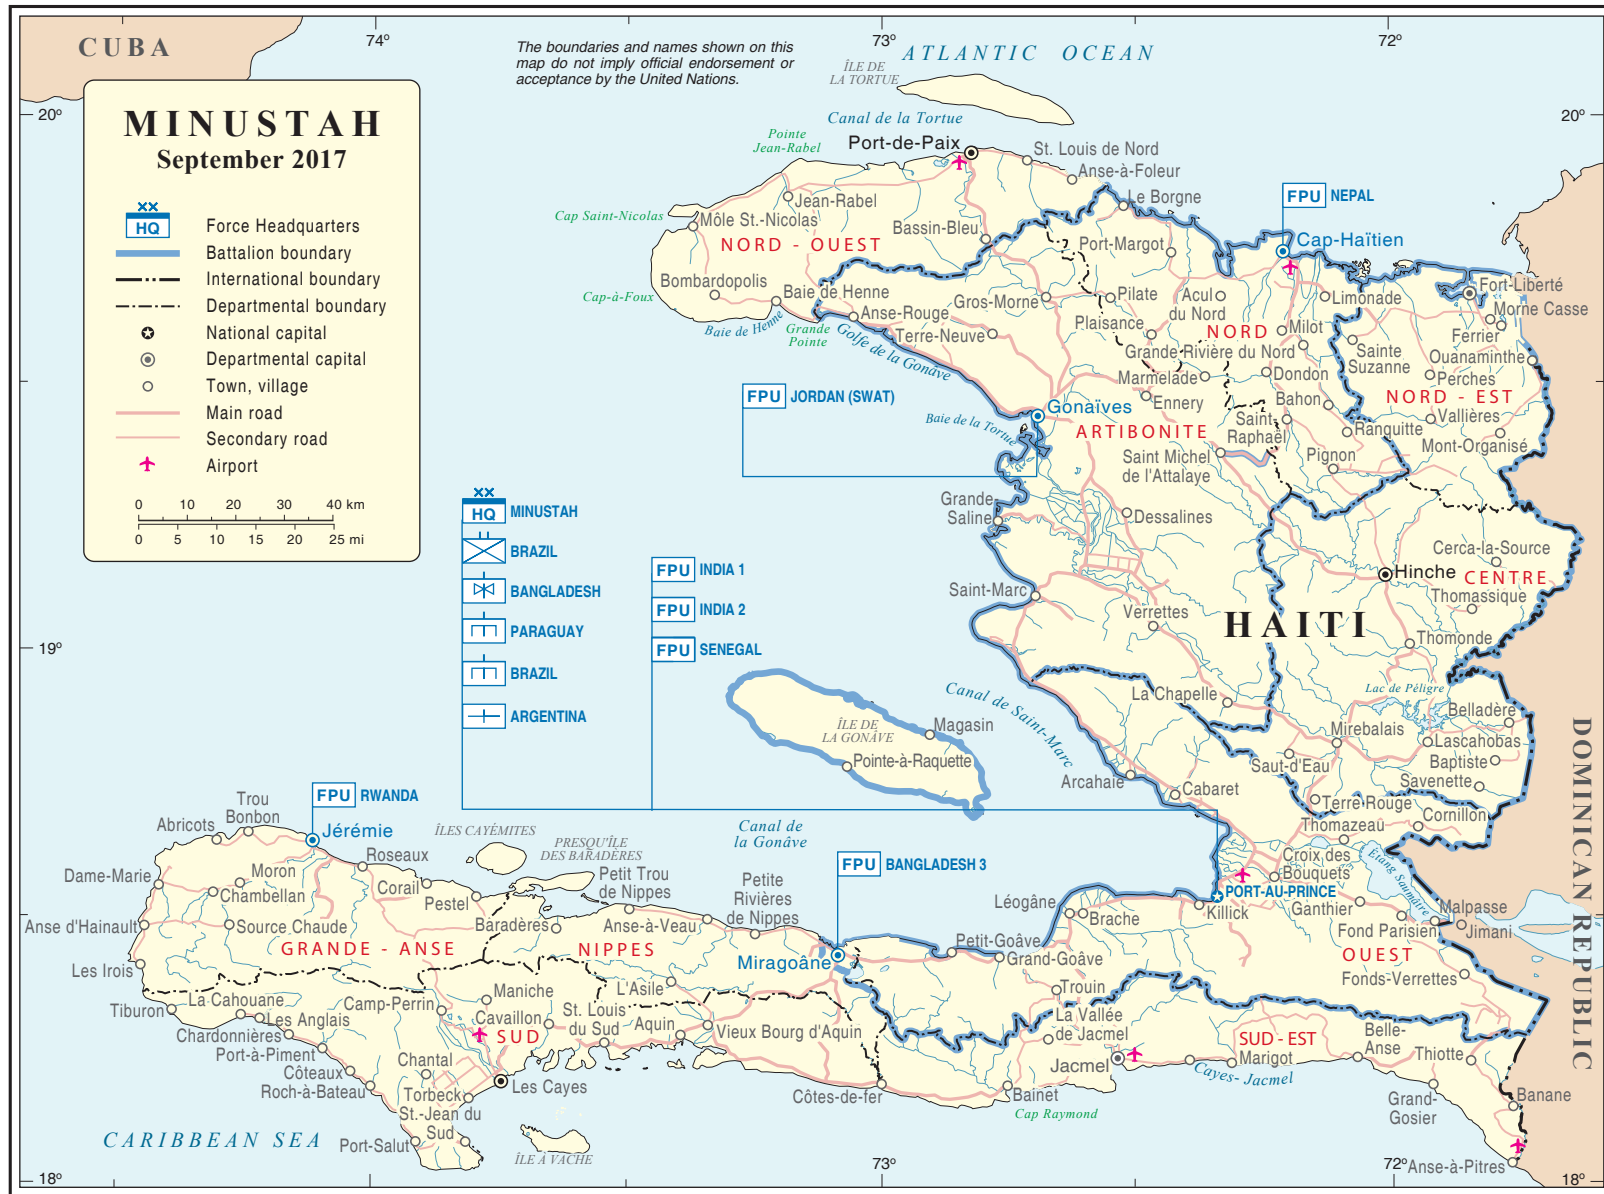 CUBA
74°
73°
72°
The boundaries and names shown on this
map do not imply official endorsement or
acceptance by the United Nations.
ATLANTIC OCEAN
ÎLE DE
LA TORTUE
20°
20°
MINUSTAH
September 2017
HQ
Force Headquarters
Battalion boundary
International boundary
Departmental boundary
National capital
Departmental capital
Town, village
Main road
Secondary road
Airport
0 10 20 30 40 km
0 5 10 15 20 25 mi
Canal de la Tortue
Pointe
Jean-Rabel
Port-de-Paix
St. Louis de Nord
Anse-à-Foleur
Le Borgne
FPU NEPAL
Cap Saint-Nicolas
Jean-Rabel
Môle St.-Nicolas
Bassin-Bleu
Port-Margot
Cap-Haïtien
NORD - OUEST
Bombardopolis
Cap-à-Foux
Baie de Henne
Baie de Henne
Grande
Pointe
Anse-Rouge
Gros-Morne
Pilate
Acul
du Nord
Limonade
Fort-Liberté
Morne Casse
Ferrier
Terre-Neuve
Plaisance
NORD
Milot
Golfe de la Gonâve
Grande Rivière du Nord
Sainte
Suzanne
Ouanaminthe
Perches
Marmelade
Dondon
FPU JORDAN (SWAT)
Ennery
Bahon
NORD - EST
Gonaïves
Baie de la Tortue
ARTIBONITE
Saint-
Raphaël
Ranquitte
Vallières
Mont-Organisé
Saint Michel
de l'Attalaye
Pignon
Grande-
Saline
Dessalines
HQ MINUSTAH
BRAZIL
BANGLADESH
PARAGUAY
BRAZIL
ARGENTINA
FPU INDIA 1
FPU INDIA 2
FPU SENEGAL
Cerca-la-Source
Hinche
CENTRE
Thomassique
Saint-Marc
Verrettes
HAITI
Thomonde
19°
19°
Canal de Saint-Marc
La Chapelle
Lac de Péligre
Belladère
ÎLE DE
LA GONÂVE
Magasin
Pointe-à-Raquette
Mirebalais
Lascahobas
Baptiste
Saut-d'Eau
Savenette
Arcahaie
Cabaret
Terre Rouge
Cornillon
Thomazeau
DOMINICAN REPUBLIC
FPU RWANDA
Trou
Bonbon
Abricots
Jérémie
ÎLES CAYÉMITES
PRESQU'ÎLE
DES BARADÈRES
Canal de
la Gonâve
FPU BANGLADESH 3
Croix des
Bouquets
Étang Saumâtre
Roseaux
Dame-Marie
Moron
Chambellan
Corail
Pestel
Petit Trou
de Nippes
Petite
Rivières
de Nippes
Léogâne
Brache
PORT-AU-PRINCE
Killick
Ganthier
Malpasse
Jimani
Fond Parisien
Anse d'Hainault
Source Chaude
Baradères
Anse-à-Veau
GRANDE - ANSE
NIPPES
Miragoâne
Petit-Goâve
Grand-Goâve
OUEST
Fonds-Verrettes
Les Irois
L'Asile
Trouin
Tiburon
La Cahouane
Les Anglais
Chardonnières
Port-à-Piment
Côteaux
Roch-à-Bateau
Camp-Perrin
Maniche
Cavaillon
St. Louis
du Sud
Aquin
Vieux Bourg d'Aquin
La Vallée
de Jacmel
SUD
SUD-EST
Belle-
Anse
Thiotte
Chantal
Torbeck
Les Cayes
Côtes-de-fer
Jacmel
Marigot
Cayes- Jacmel
Bainet
Cap Raymond
Grand-
Gosier
Banane
St.-Jean du
Sud
Port-Salut
CARIBBEAN SEA
ÎLE À VACHE
Anse-à-Pitres
18°
73°
72°
18°